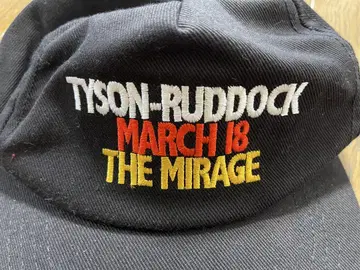 TYSON-RUDDOCK
MARCH 18
THE MIRAGE